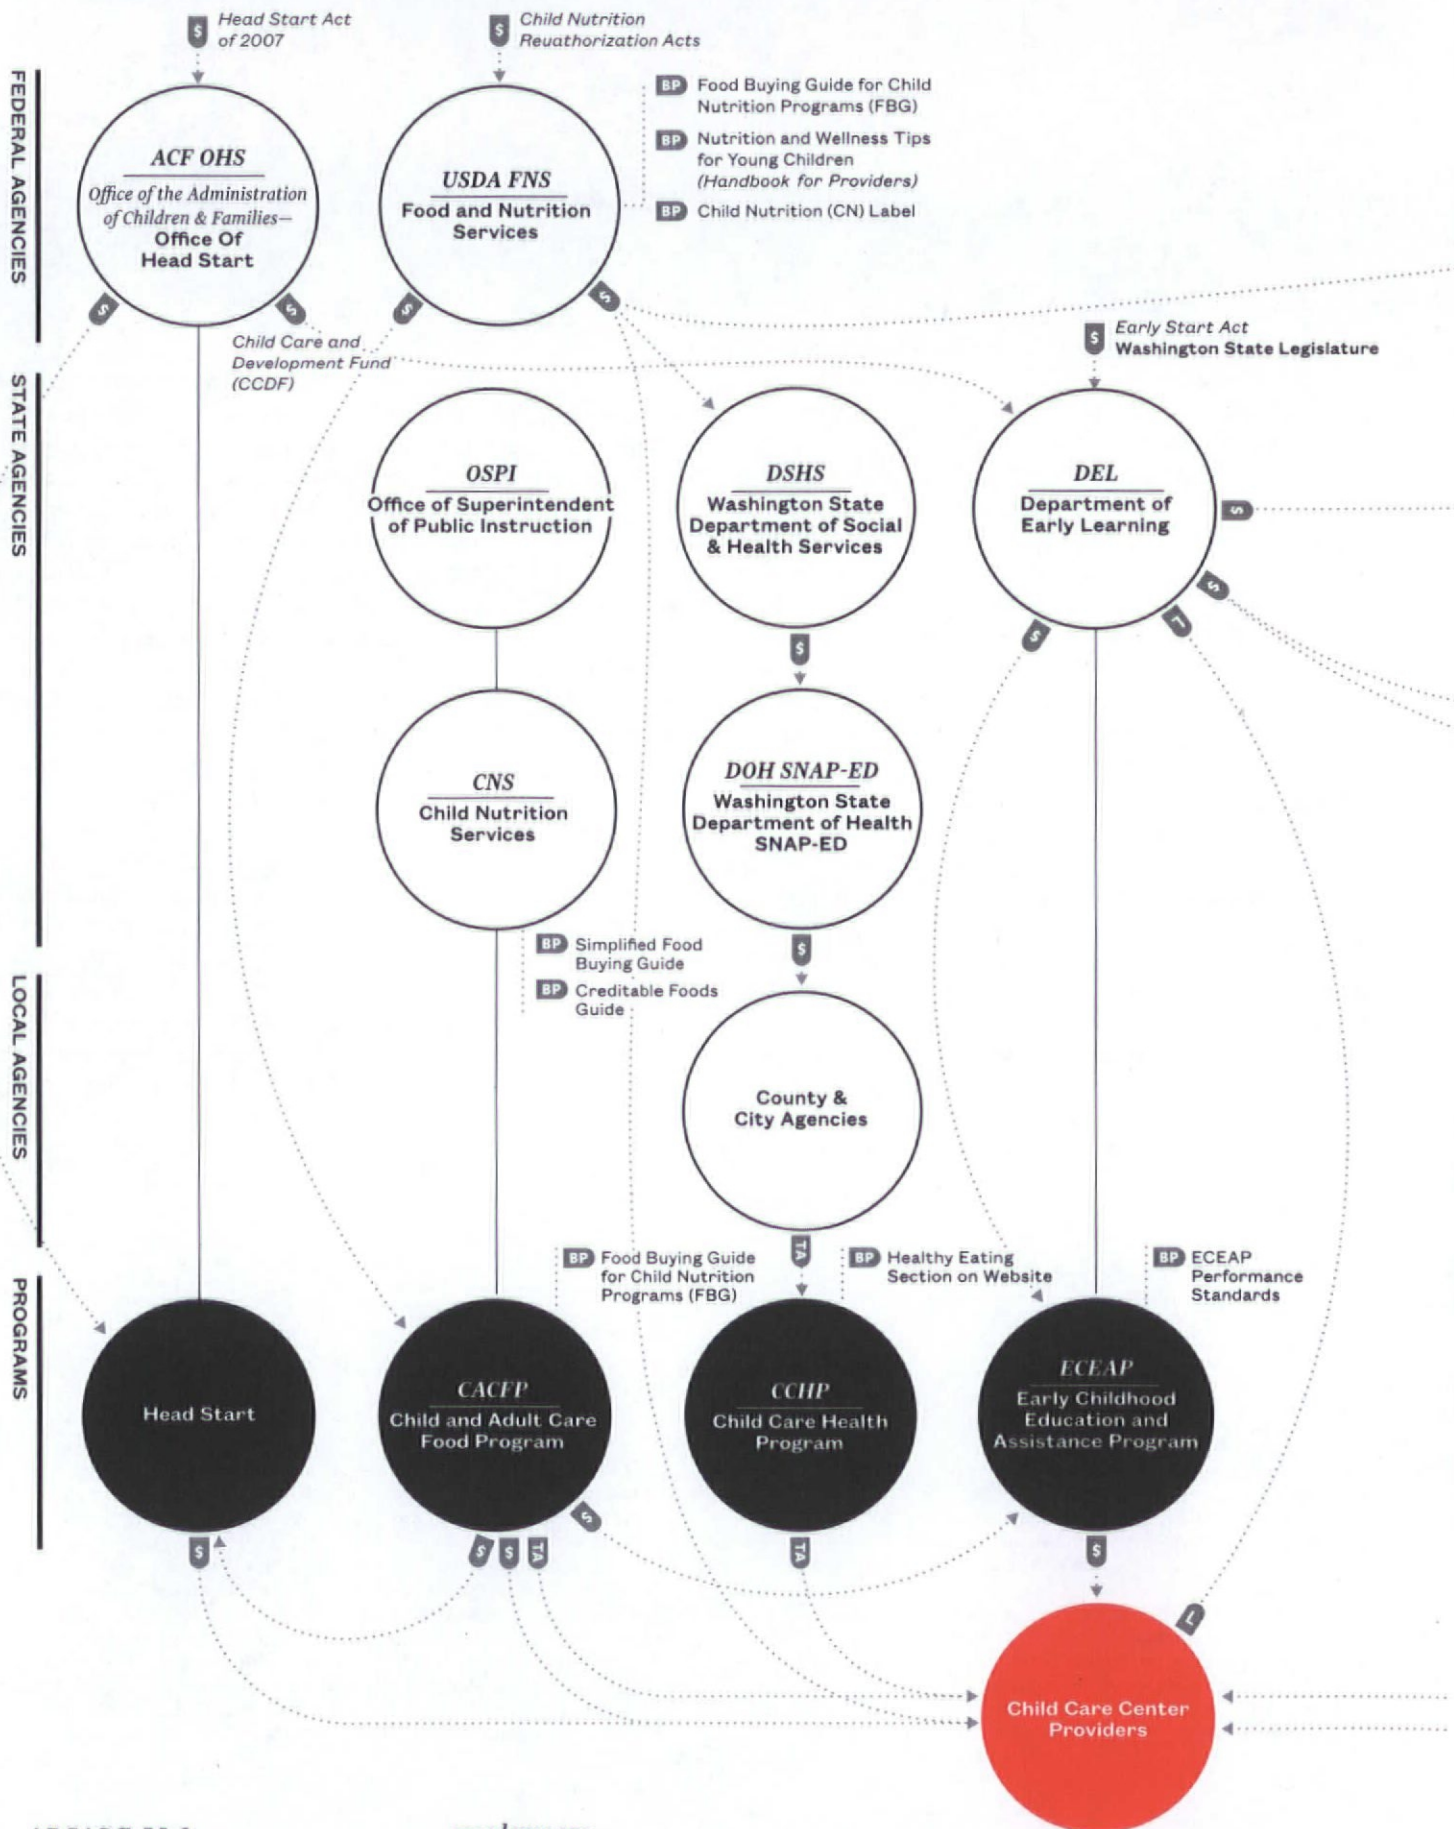 $ Head Start Act
of 2007
$ Child Nutrition
Reuathorization Acts
FEDERAL AGENCIES
ACF OHS
Office of the Administration
of Children & Families—
Office Of
Head Start
USDA FNS
Food and Nutrition
Services
BP Food Buying Guide for Child
Nutrition Programs (FBG)
BP Nutrition and Wellness Tips
for Young Children
(Handbook for Providers)
BP Child Nutrition (CN) Label
$
$
$
$
Child Care and
Development Fund
(CCDF)
$ Early Start Act
Washington State Legislature
STATE AGENCIES
OSPI
Office of Superintendent
of Public Instruction
DSHS
Washington State
Department of Social
& Health Services
DEL
Department of
Early Learning
$
$
$
L
$
$
CNS
Child Nutrition
Services
DOH SNAP-ED
Washington State
Department of Health
SNAP-ED
BP Simplified Food
Buying Guide
BP Creditable Foods
Guide
$
LOCAL AGENCIES
County &
City Agencies
TA
BP Food Buying Guide
for Child Nutrition
Programs (FBG)
BP Healthy Eating
Section on Website
BP ECEAP
Performance
Standards
PROGRAMS
Head Start
CACFP
Child and Adult Care
Food Program
CCHP
Child Care Health
Program
ECEAP
Early Childhood
Education and
Assistance Program
$
$
$
TA
$
TA
$
L
Child Care Center
Providers